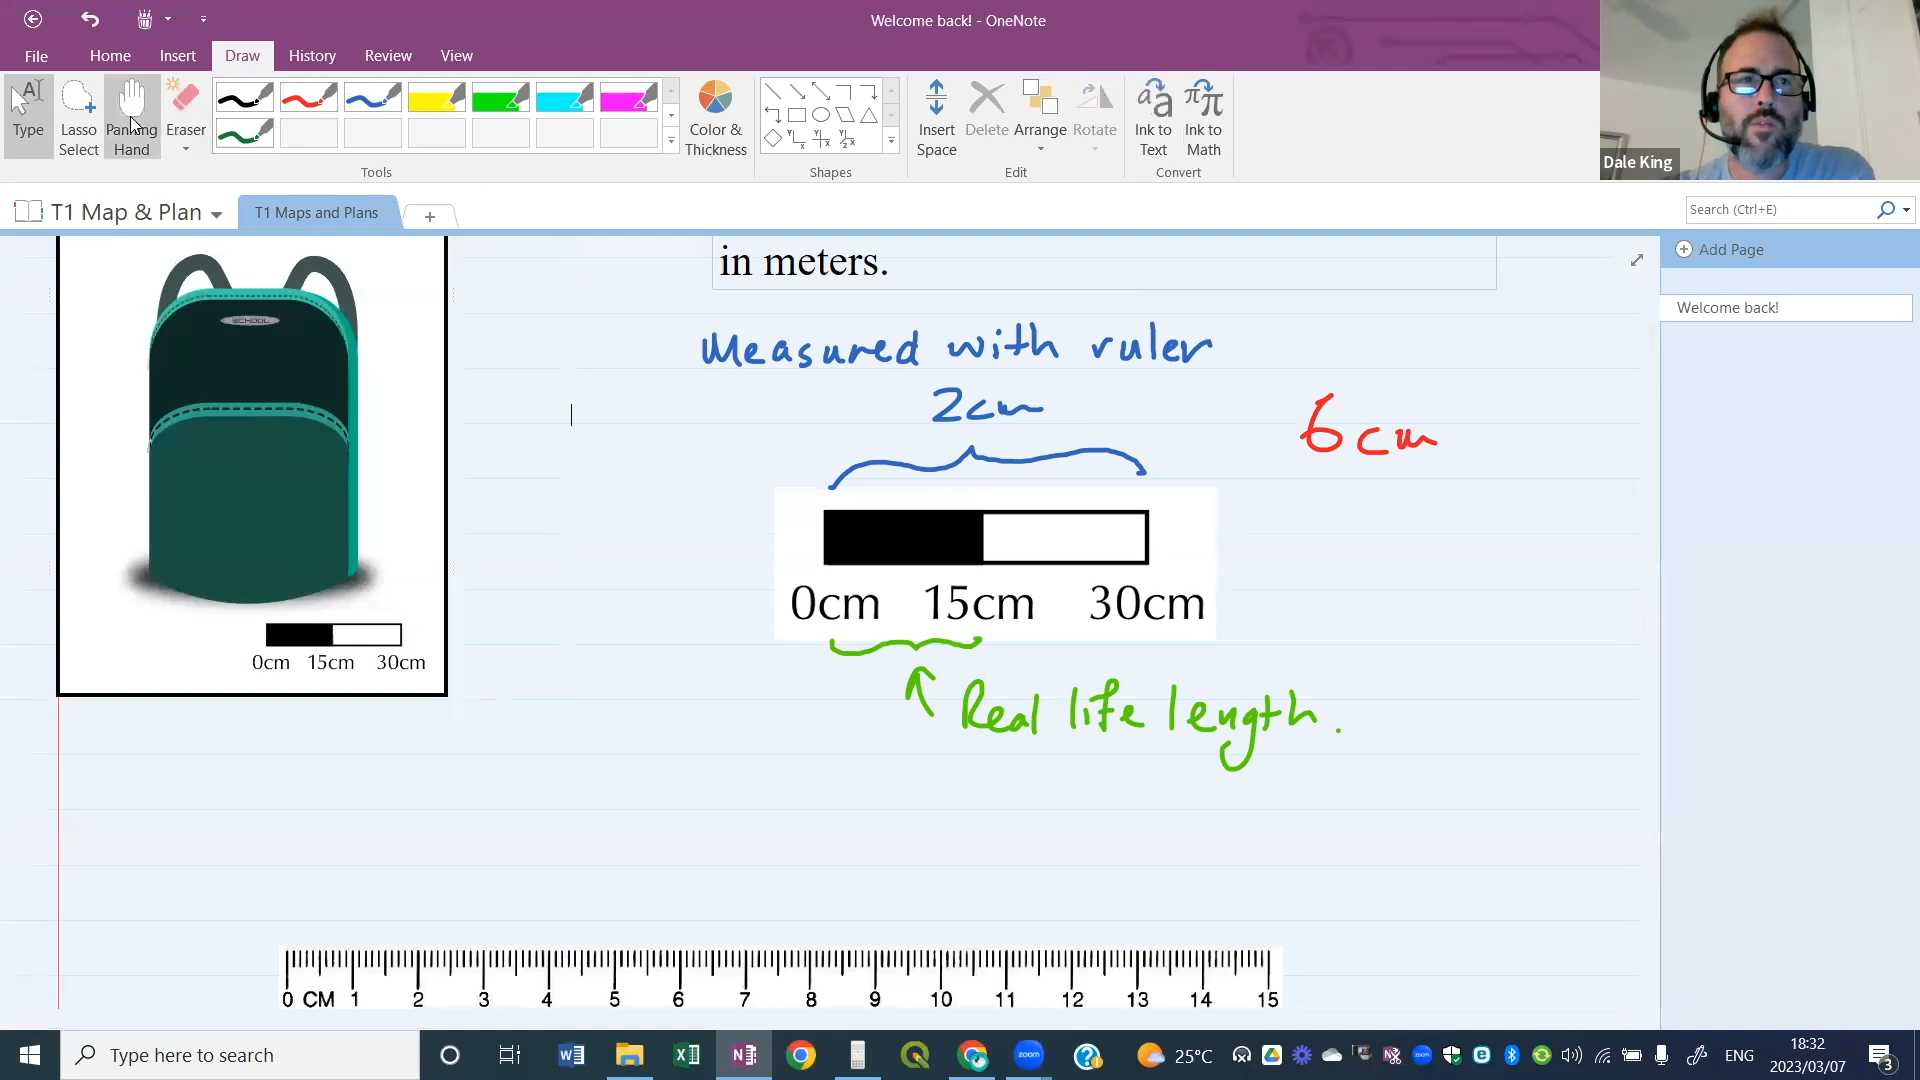 Welcome back! - OneNote
File Home Insert Draw History Review View
Type
Lasso Select
Panning Hand
Eraser
Tools
Color & Thickness
Shapes
Insert Space
Delete
Arrange
Rotate
Edit
Ink to Text
Ink to Math
Convert
Dale King
T1 Map & Plan
T1 Maps and Plans
Search (Ctrl+E)
Add Page
Welcome back!
in meters.
SCHOOL
Measured with ruler
2cm
6cm
0cm 15cm 30cm
0cm 15cm 30cm
Real life length.
0 CM 1 2 3 4 5 6 7 8 9 10 11 12 13 14 15
Type here to search
25°C
ENG
18:32
2023/03/07
3
zoom